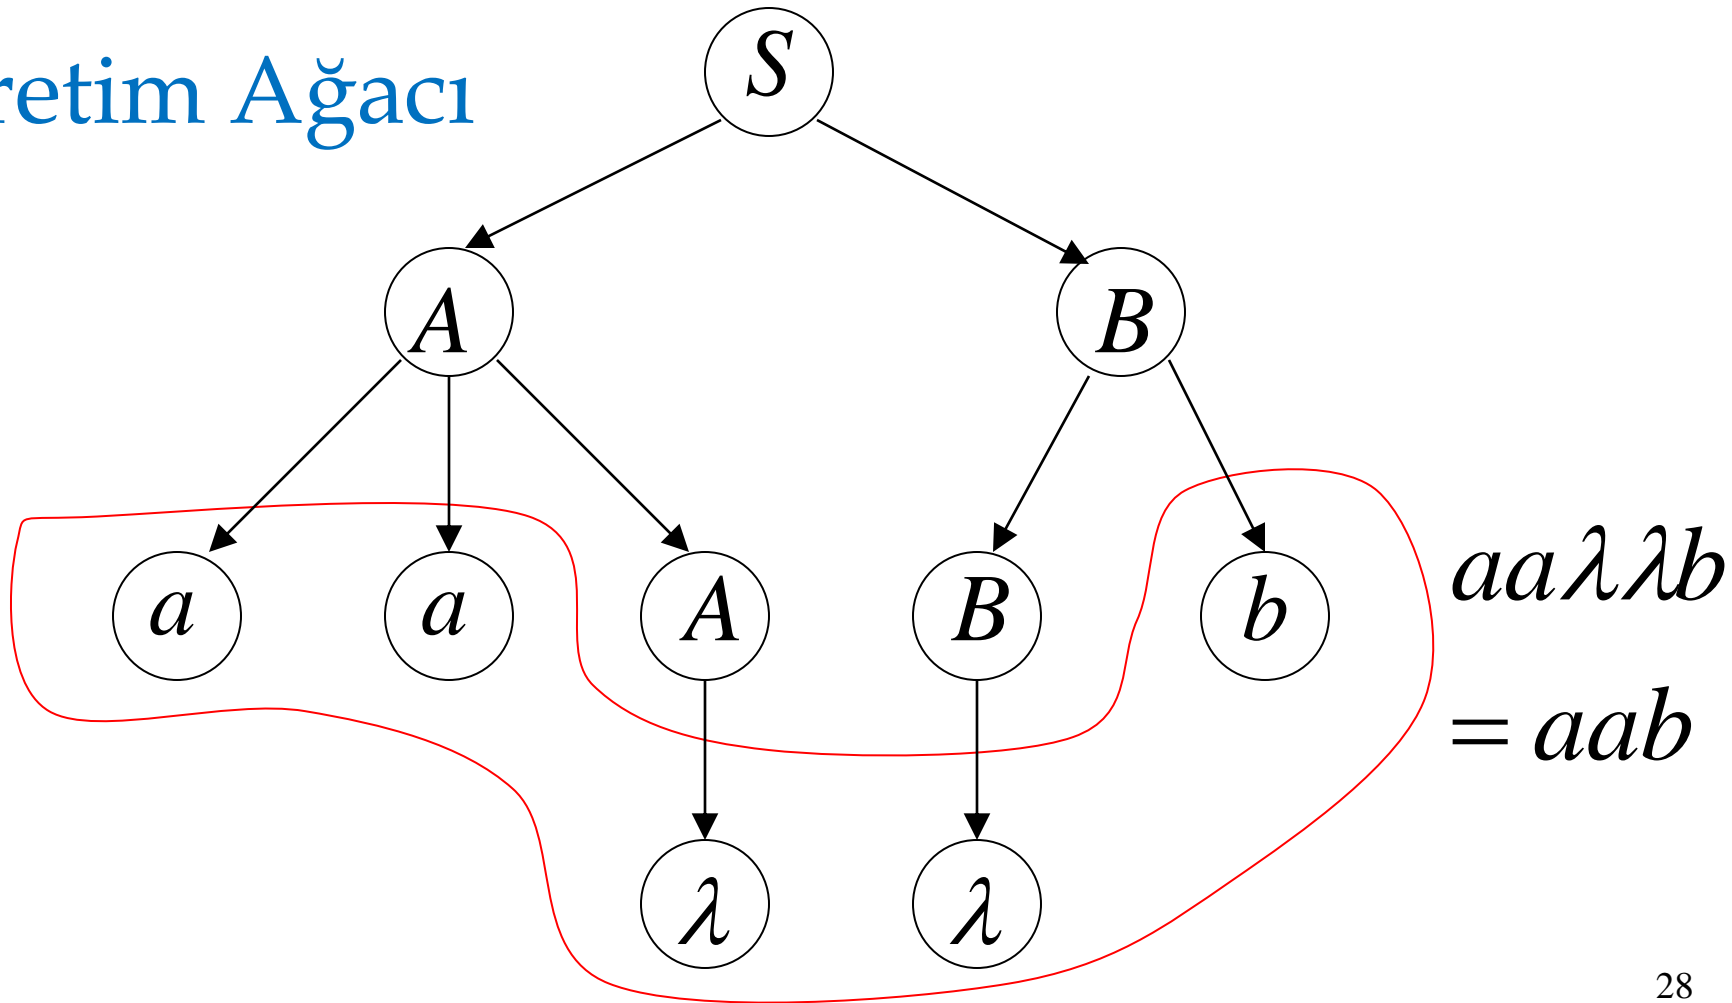 retim Ağacı
S
A B
a a A B b
λ λ
aaλλb
= aab
28